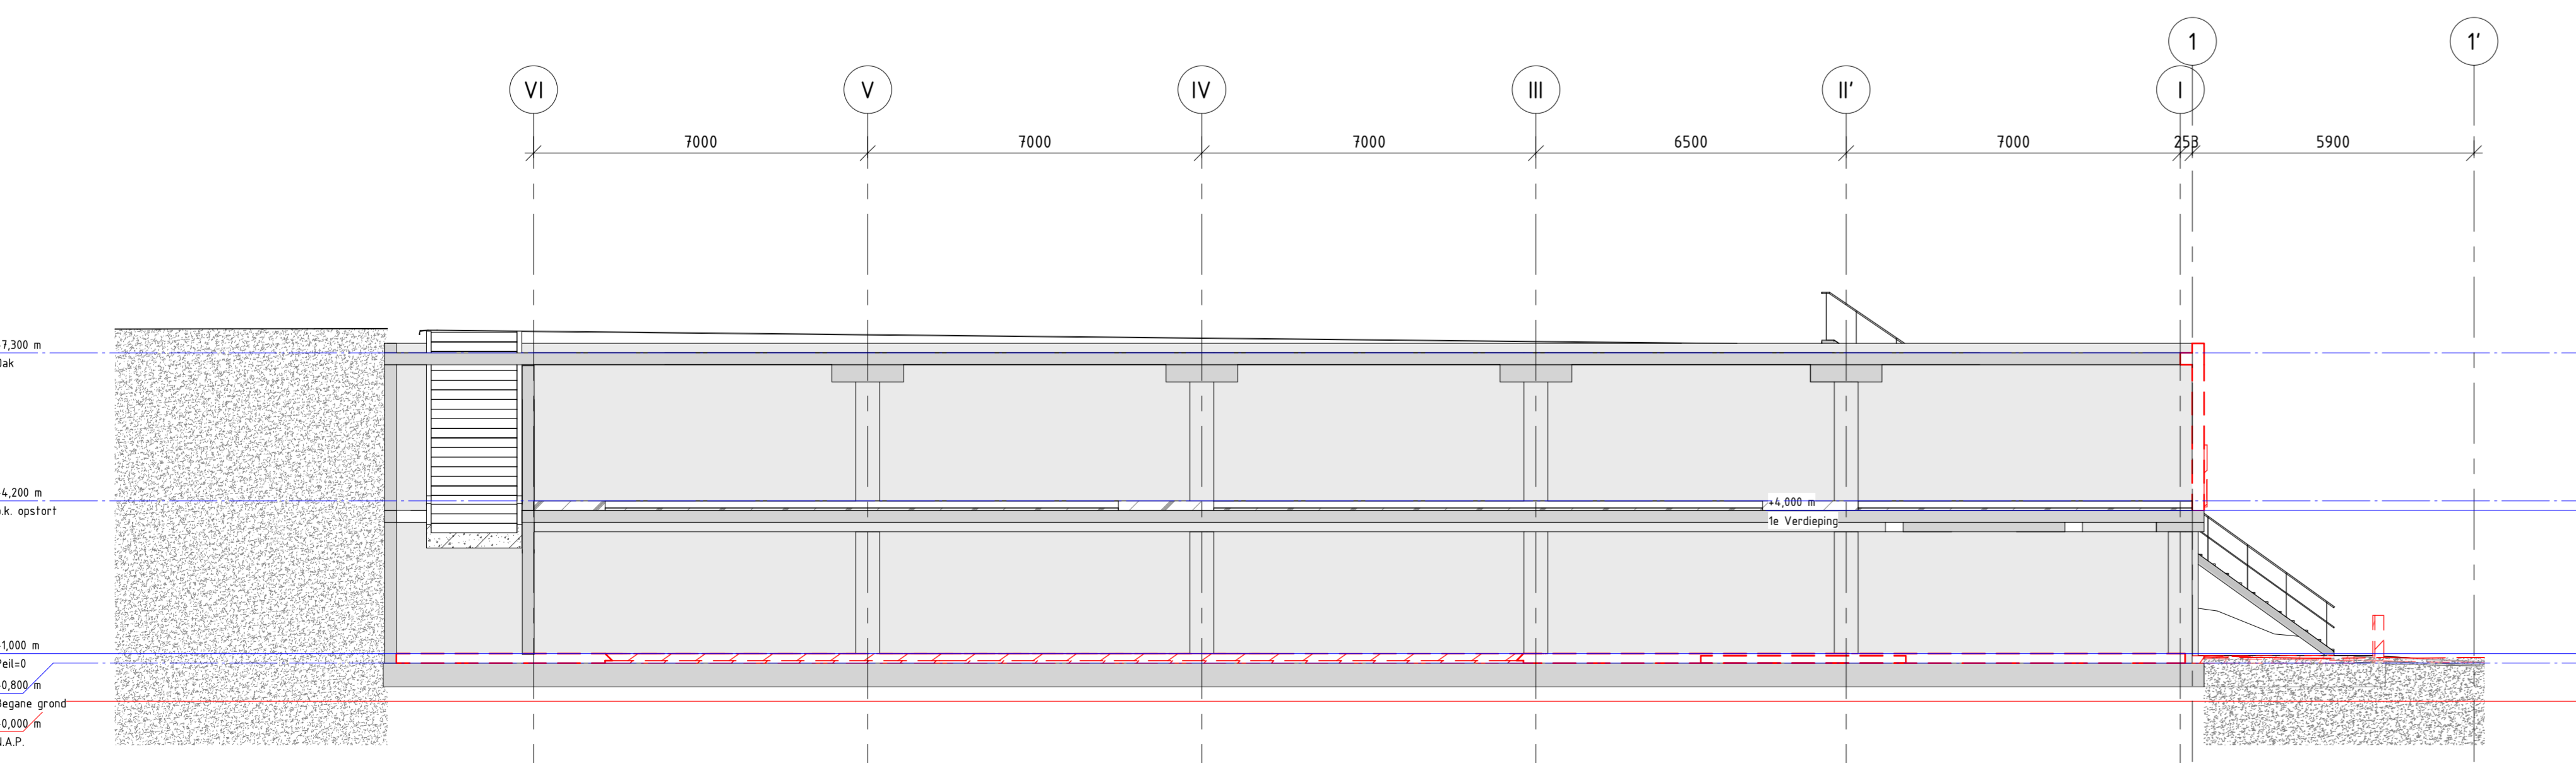 1
1'
VI
V
IV
III
II'
I
7000
7000
7000
6500
7000
253
5900
7,300 m
Dak
4,200 m
b.k. opstort
+4,000 m
1e Verdieping
1,000 m
Peil=0
0,800 m
Begane grond
0,000 m
N.A.P.